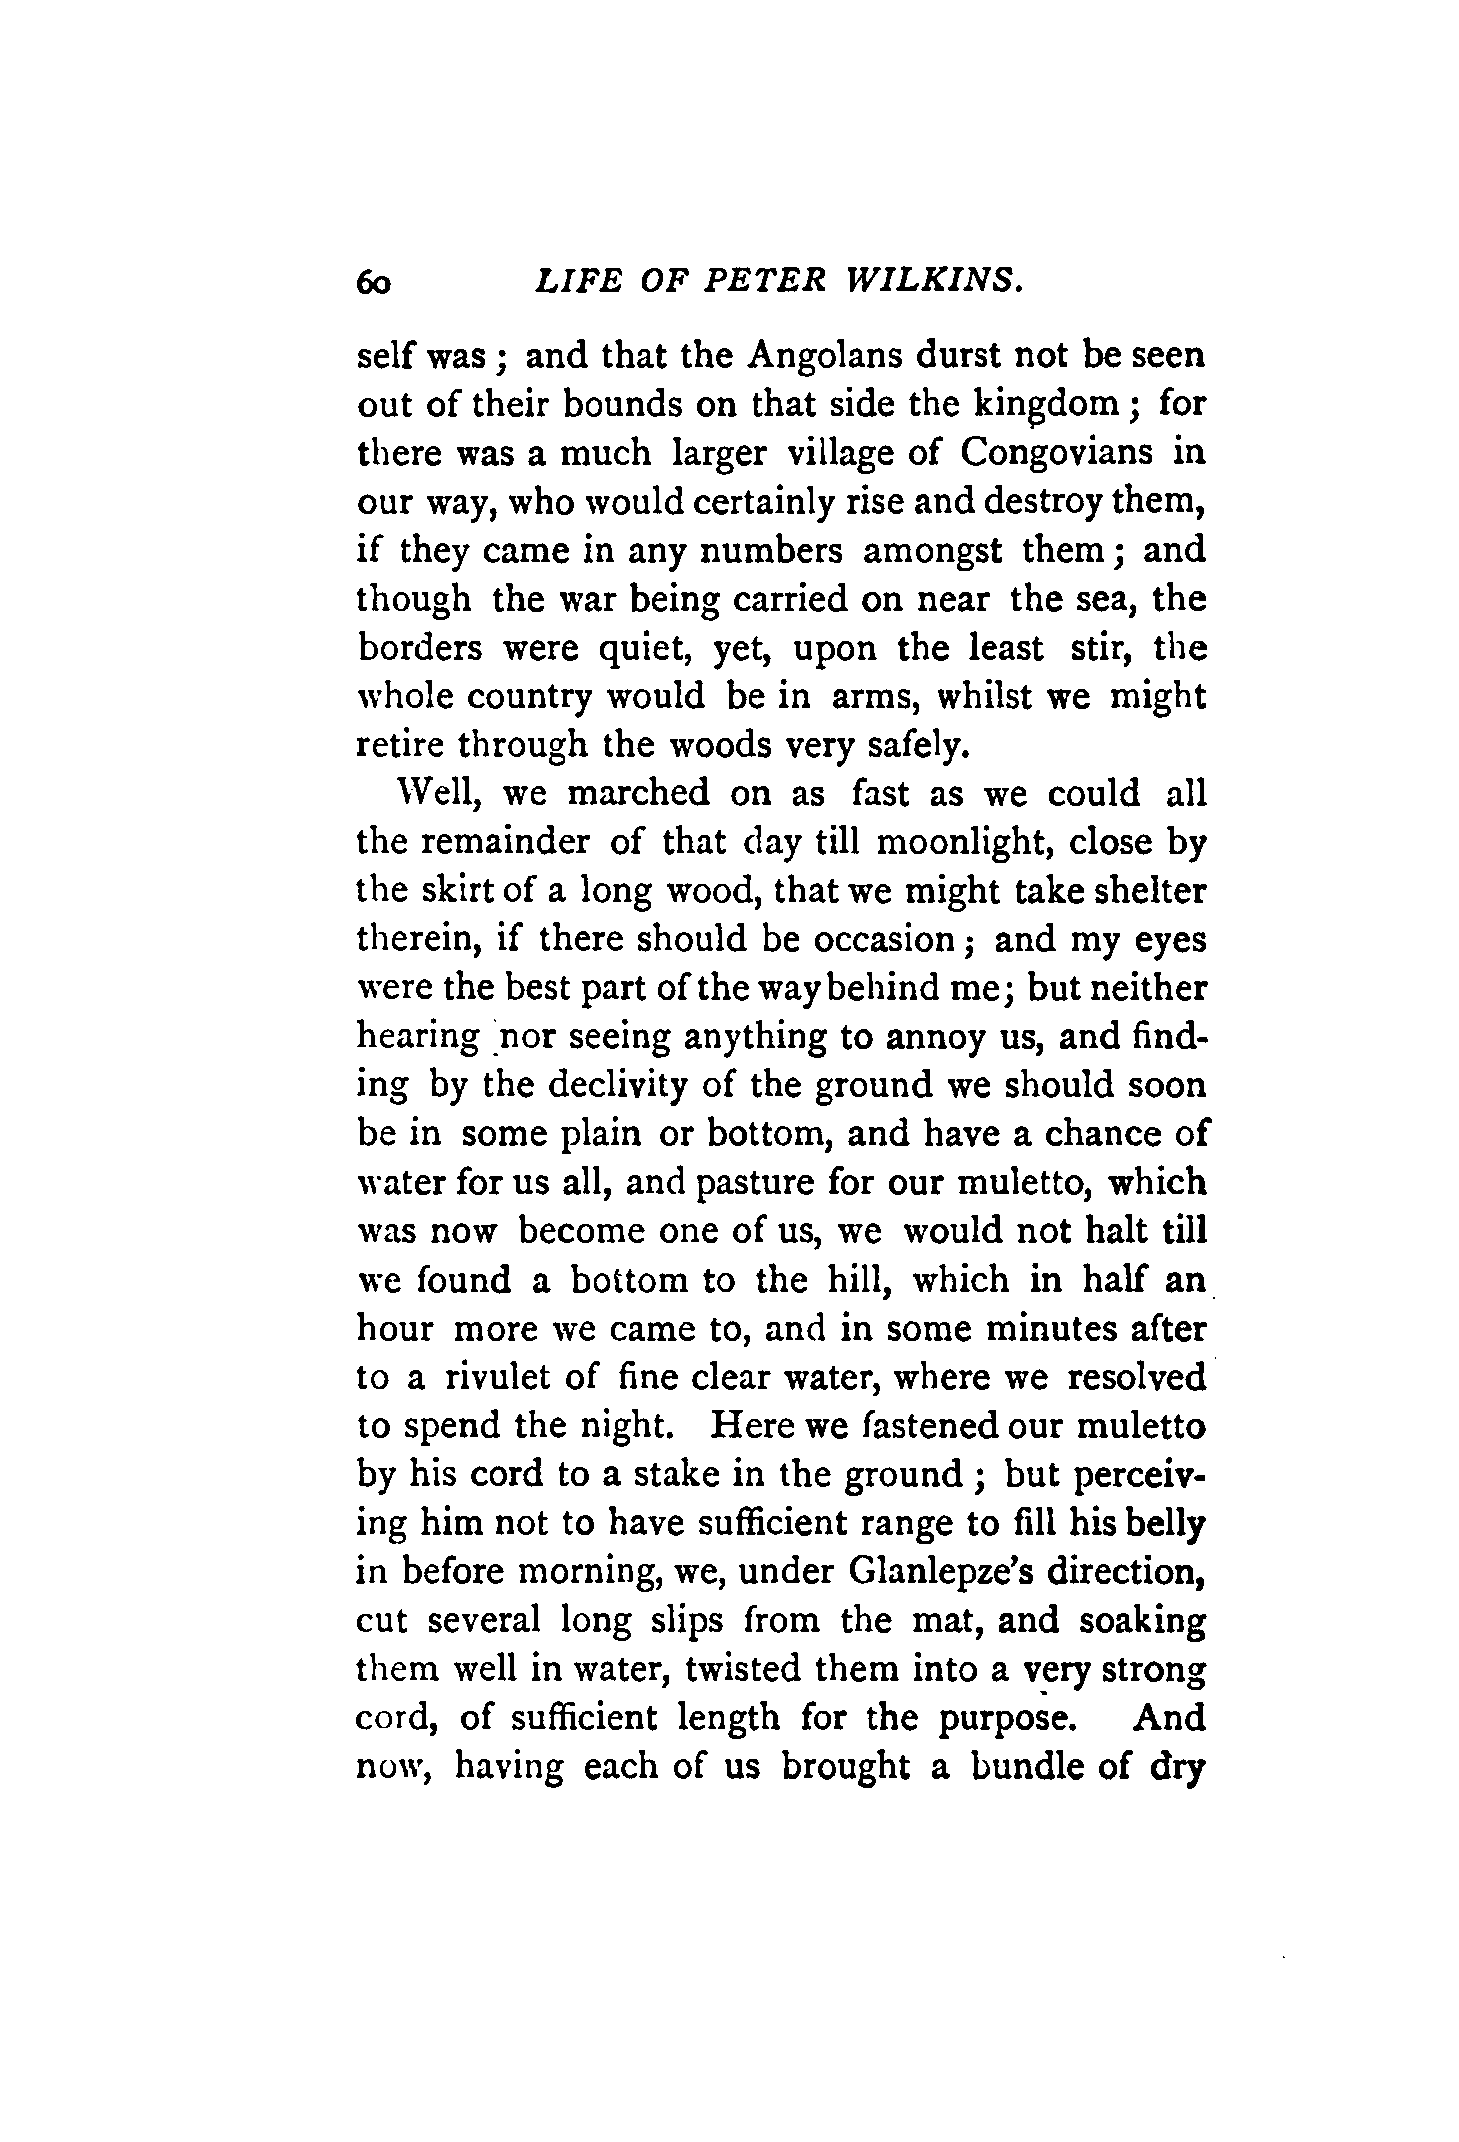 60 LIFE OF PETER WILKINS.
self was ; and that the Angolans durst not be seen
out of their bounds on that side the kingdom ; for
there was a much larger village of Congovians in
our way, who would certainly rise and destroy them,
if they came in any numbers amongst them ; and
though the war being carried on near the sea, the
borders were quiet, yet, upon the least stir, the
whole country would be in arms, whilst we might
retire through the woods very safely.
Well, we marched on as fast as we could all
the remainder of that day till moonlight, close by
the skirt of a long wood, that we might take shelter
therein, if there should be occasion ; and my eyes
were the best part of the way behind me; but neither
hearing nor seeing anything to annoy us, and find-
ing by the declivity of the ground we should soon
be in some plain or bottom, and have a chance of
water for us all, and pasture for our muletto, which
was now become one of us, we would not halt till
we found a bottom to the hill, which in half an
hour more we came to, and in some minutes after
to a rivulet of fine clear water, where we resolved
to spend the night. Here we fastened our muletto
by his cord to a stake in the ground ; but perceiv-
ing him not to have sufficient range to fill his belly
in before morning, we, under Glanlepze's direction,
cut several long slips from the mat, and soaking
them well in water, twisted them into a very strong
cord, of sufficient length for the purpose. And
now, having each of us brought a bundle of dry